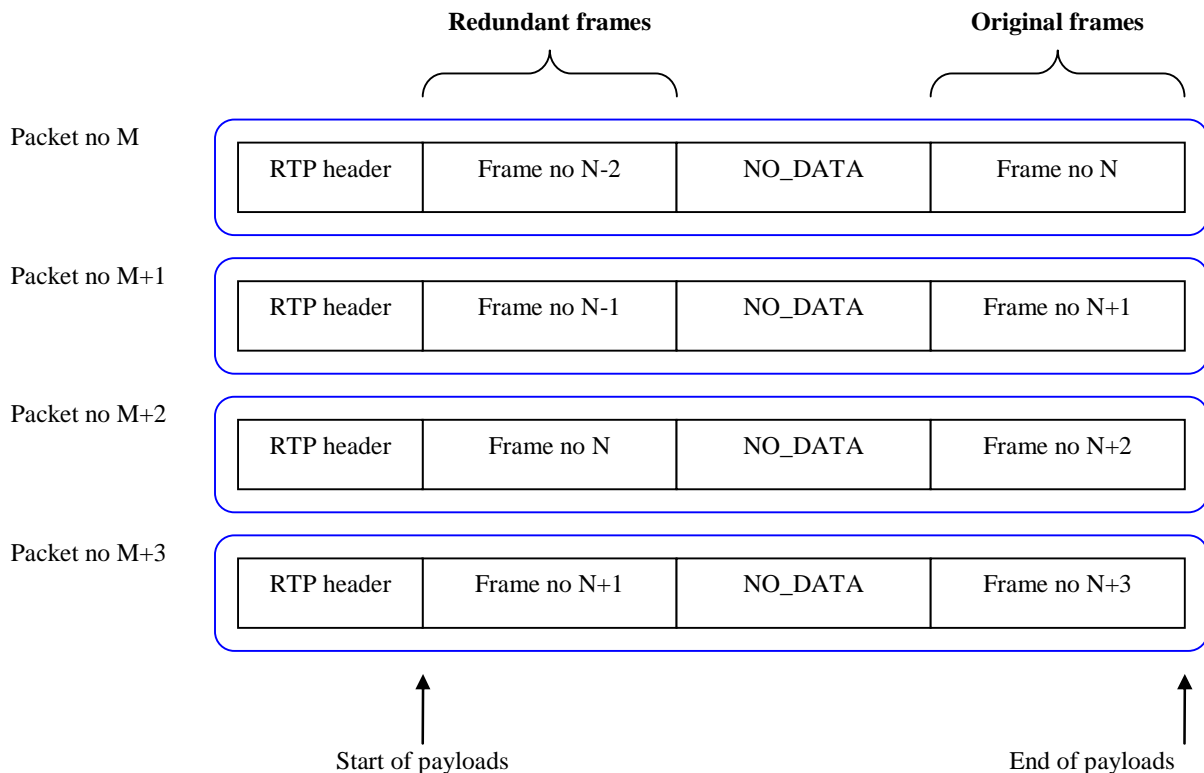 Redundant frames Original frames
Packet no M
RTP header Frame no N-2 NO_DATA Frame no N
Packet no M+1
RTP header Frame no N-1 NO_DATA Frame no N+1
Packet no M+2
RTP header Frame no N NO_DATA Frame no N+2
Packet no M+3
RTP header Frame no N+1 NO_DATA Frame no N+3
Start of payloads End of payloads